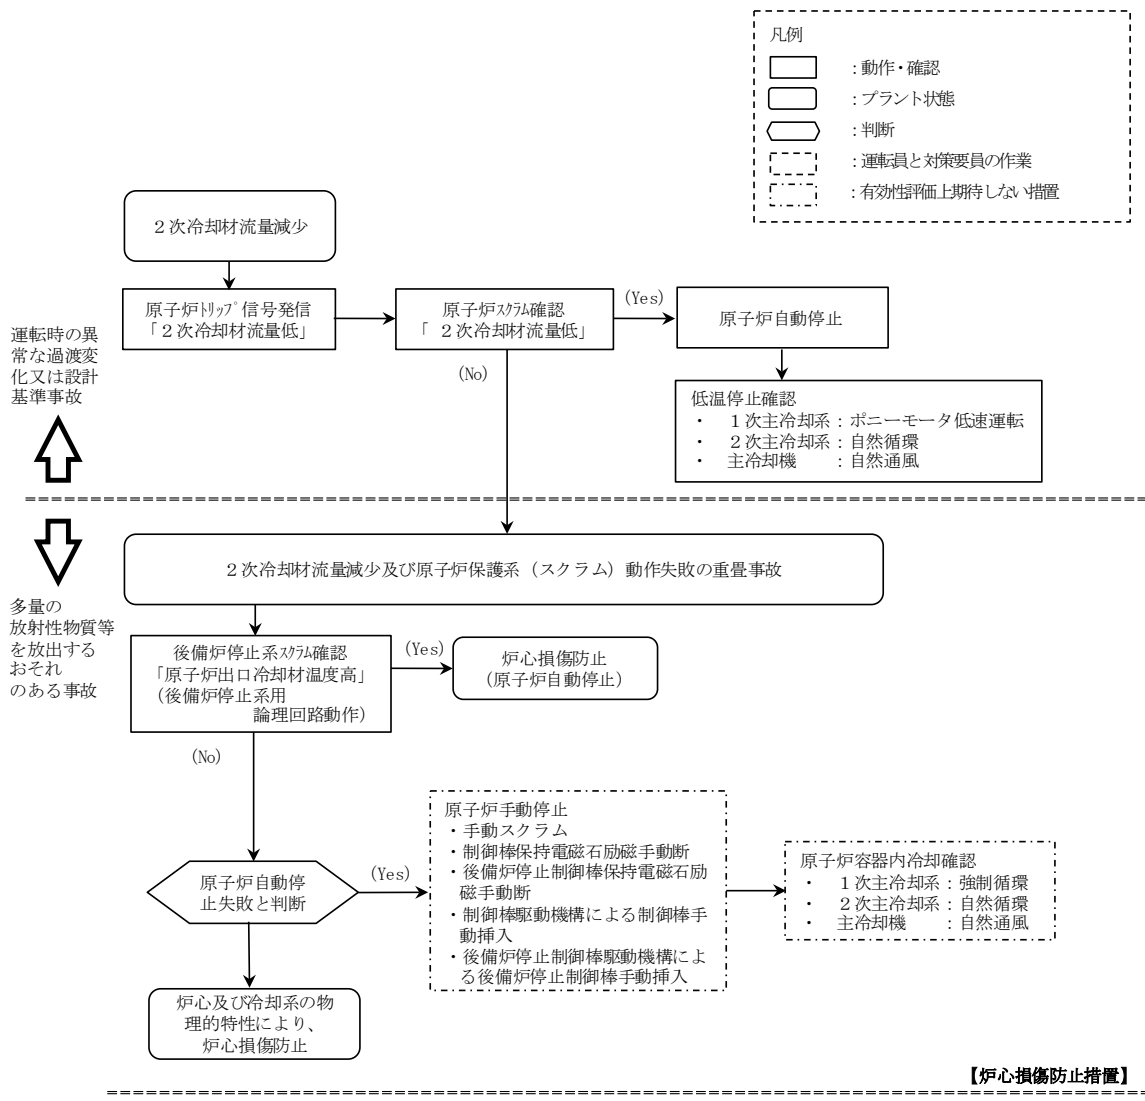 凡例
：動作・確認
：プラント状態
：判断
：運転員と対策要員の作業
：有効性評価上期待しない措置
２次冷却材流量減少
原子炉ﾄﾘｯﾌﾟ信号発信
「２次冷却材流量低」
原子炉ｽｸﾗﾑ確認
「 ２次冷却材流量低」
(Yes)
原子炉自動停止
(No)
低温停止確認
・ １次主冷却系：ポニーモータ低速運転
・ ２次主冷却系：自然循環
・ 主冷却機 ：自然通風
運転時の異
常な過渡変
化又は設計
基準事故
多量の
放射性物質等
を放出する
おそれ
のある事故
２次冷却材流量減少及び原子炉保護系（スクラム）動作失敗の重畳事故
後備炉停止系ｽｸﾗﾑ確認
「原子炉出口冷却材温度高」
（後備炉停止系用
論理回路動作）
(Yes)
炉心損傷防止
（原子炉自動停止）
(No)
原子炉自動停
止失敗と判断
(Yes)
原子炉手動停止
・手動スクラム
・制御棒保持電磁石励磁手動断
・後備炉停止制御棒保持電磁石励
磁手動断
・制御棒駆動機構による制御棒手
動挿入
・後備炉停止制御棒駆動機構によ
る後備炉停止制御棒手動挿入
原子炉容器内冷却確認
・ １次主冷却系：強制循環
・ ２次主冷却系：自然循環
・ 主冷却機 ：自然通風
炉心及び冷却系の物
理的特性により、
炉心損傷防止
【炉心損傷防止措置】